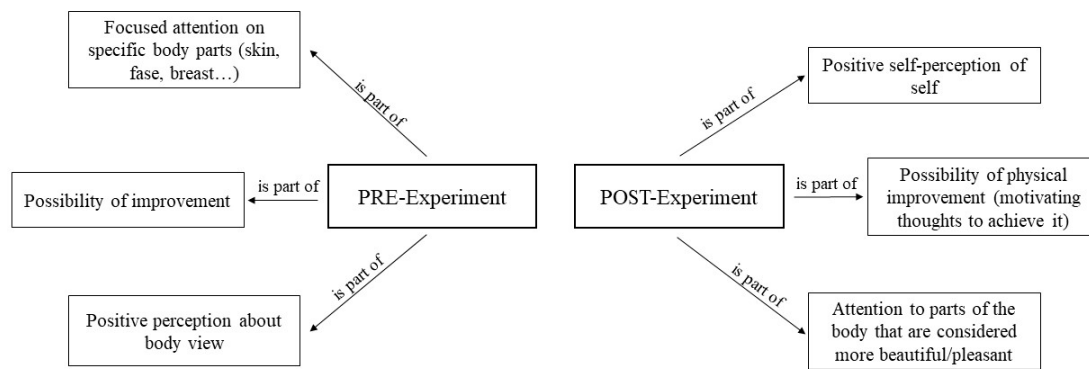 Focused attention on
specific body parts (skin,
fase, breast…)
is part of
Possibility of improvement
is part of
PRE-Experiment
is part of
Positive perception about
body view
Positive self-perception of
self
is part of
POST-Experiment
is part of
Possibility of physical
improvement (motivating
thoughts to achieve it)
is part of
Attention to parts of the
body that are considered
more beautiful/pleasant